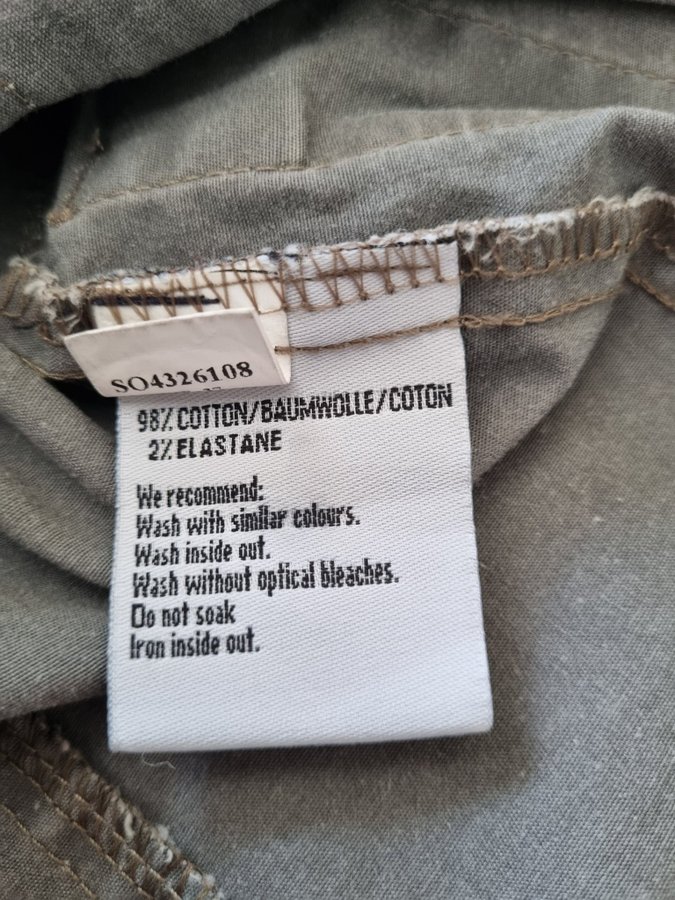 SO4326108
98% COTTON/BAUMWOLLE/COTON
2% ELASTANE
We recommend:
Wash with similar colours.
Wash inside out.
Wash without optical bleaches.
Do not soak
Iron inside out.